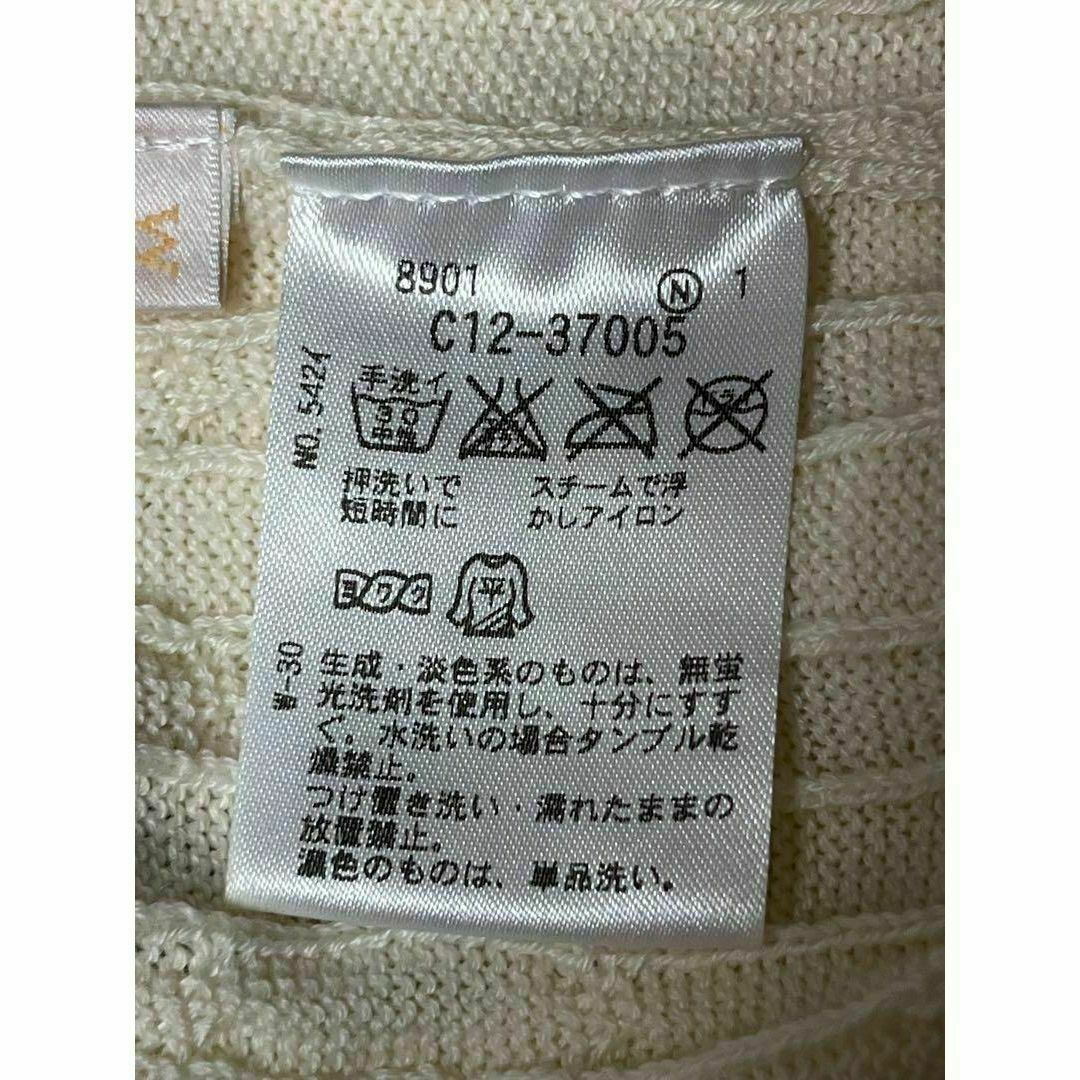 8901 Ⓝ 1
C12-37005
NO.5424
手洗イ
30
中性
ドライ
押洗いで スチームで浮
短時間に かしアイロン
ヨワク
平
W-30
生成・淡色系のものは、無蛍
光洗剤を使用し、十分にすす
ぐ。水洗いの場合タンブル乾
燥禁止。
つけ置き洗い・濡れたままの
放置禁止。
濃色のものは、単品洗い。
M